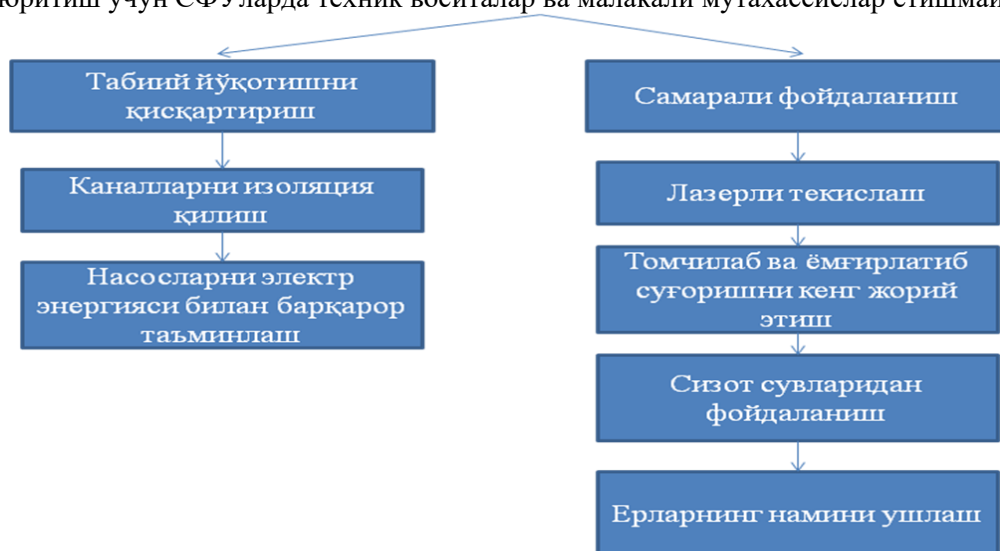 юритиш учун СФУларда техник воситалар ва малакали мутахассислар етишмай
Табиий йўқотишни
қисқартириш
Каналларни изоляция
қилиш
Насосларни электр
энергияси билан барқарор
таъминлаш
Самарали фойдаланиш
Лазерли текислаш
Томчилаб ва ёмғирлатиб
суғоришни кенг жорий
этиш
Сизот сувларидан
фойдаланиш
Ерларнинг намини ушлаш